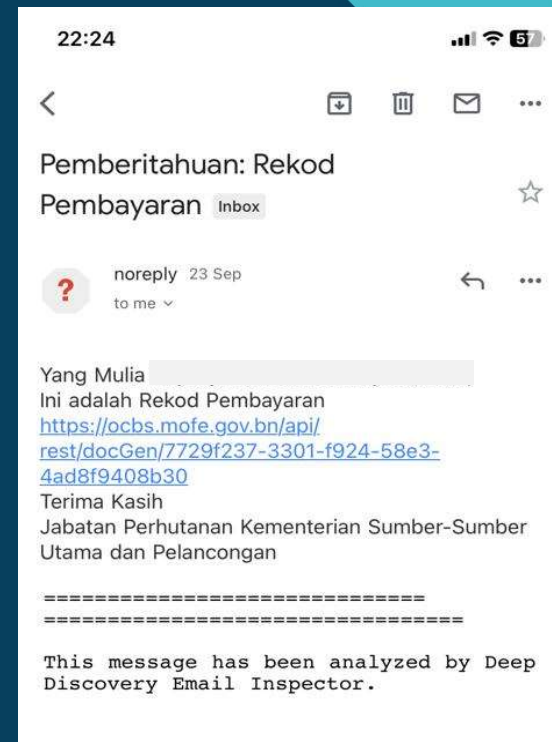 22:24
57
Pemberitahuan: Rekod
Pembayaran Inbox
?
noreply 23 Sep
to me
Yang Mulia
Ini adalah Rekod Pembayaran
https://ocbs.mofe.gov.bn/api/
rest/docGen/7729f237-3301-f924-58e3-
4ad8f9408b30
Terima Kasih
Jabatan Perhutanan Kementerian Sumber-Sumber
Utama dan Pelancongan
==============================
=================================
This message has been analyzed by Deep
Discovery Email Inspector.